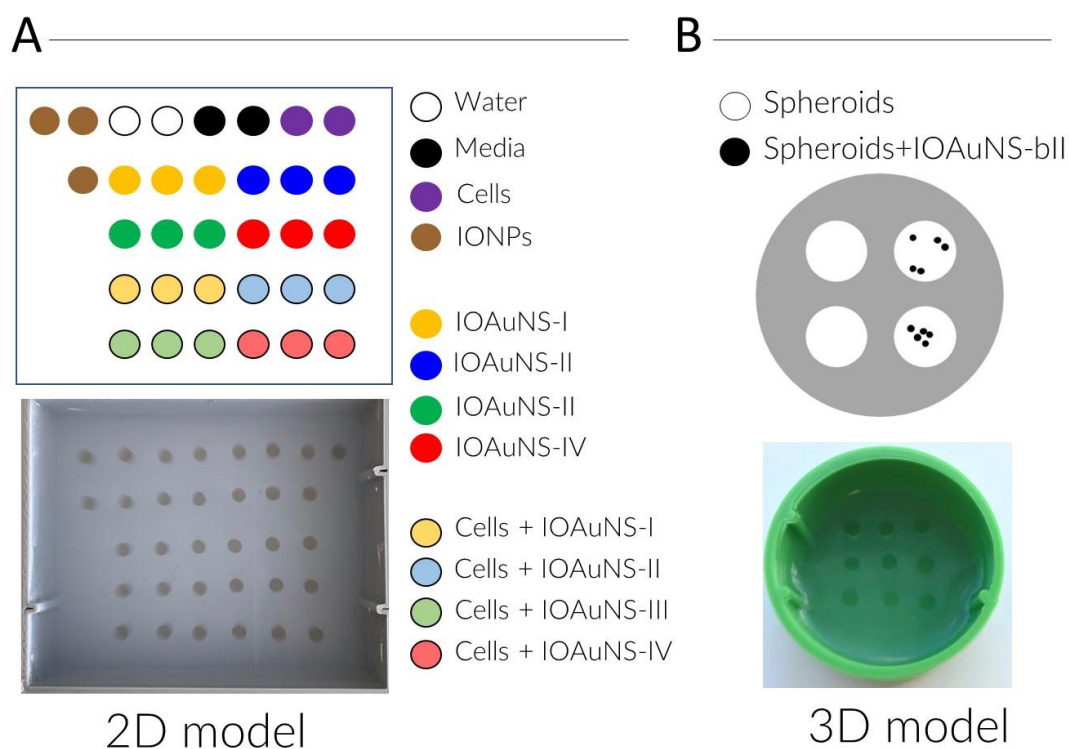 A
Water
Media
Cells
IONPs
IOAuNS-I
IOAuNS-II
IOAuNS-II
IOAuNS-IV
Cells + IOAuNS-I
Cells + IOAuNS-II
Cells + IOAuNS-III
Cells + IOAuNS-IV
2D model
B
Spheroids
Spheroids+IOAuNS-bII
3D model